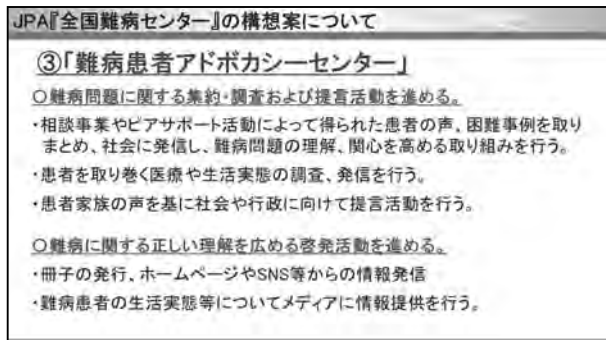 JPA『全国難病センター』の構想案について
③「難病患者アドボカシーセンター」
○難病問題に関する集約・調査および提言活動を進める。
・相談事業やピアサポート活動によって得られた患者の声、困難事例を取り
まとめ、社会に発信し、難病問題の理解、関心を高める取り組みを行う。
・患者を取り巻く医療や生活実態の調査、発信を行う。
・患者家族の声を基に社会や行政に向けて提言活動を行う。
○難病に関する正しい理解を広める啓発活動を進める。
・冊子の発行、ホームページやSNS等からの情報発信
・難病患者の生活実態等についてメディアに情報提供を行う。